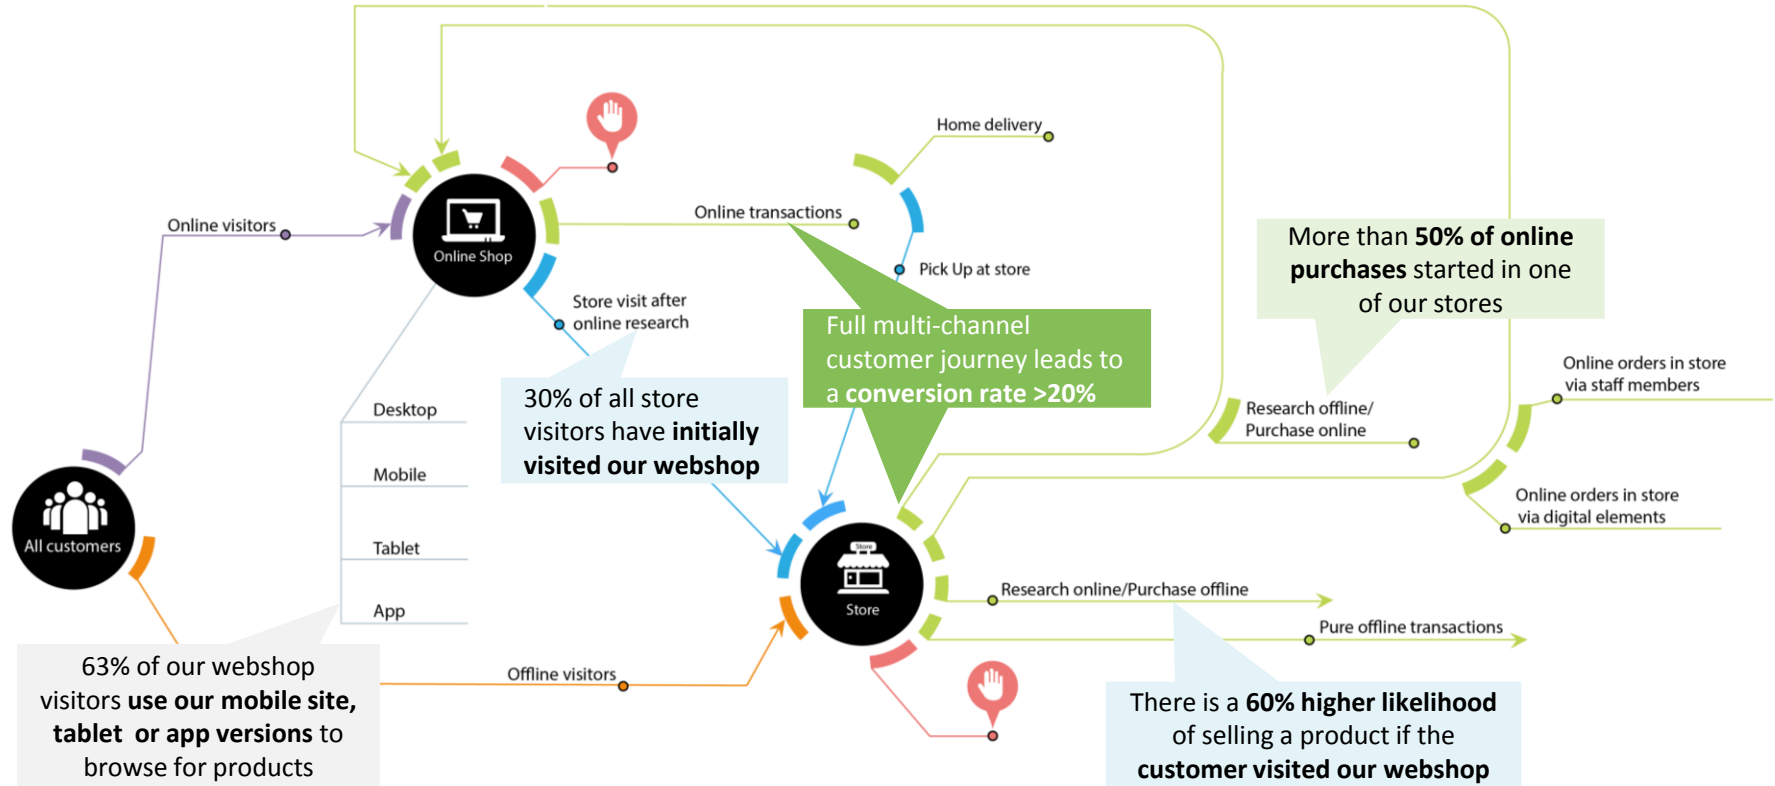 Home delivery
Online visitors
Online transactions
Online Shop
Pick Up at store
Store visit after
online research
More than 50% of online
purchases started in one
of our stores
Full multi-channel
customer journey leads to
a conversion rate >20%
30% of all store
visitors have initially
visited our webshop
Desktop
Mobile
Tablet
App
Research offline/
Purchase online
Online orders in store
via staff members
Online orders in store
via digital elements
All customers
Store
Store
Research online/Purchase offline
Pure offline transactions
Offline visitors
63% of our webshop
visitors use our mobile site,
tablet or app versions to
browse for products
There is a 60% higher likelihood
of selling a product if the
customer visited our webshop